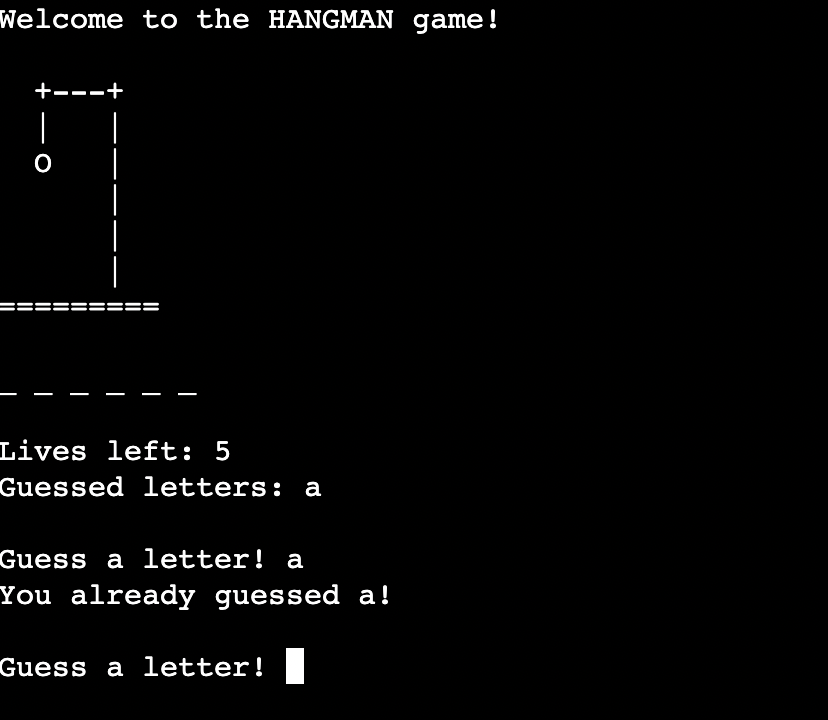 Welcome to the HANGMAN game!
  +---+
  |   |
  o   |
      |
      |
      |
=========
_ _ _ _ _ _
Lives left: 5
Guessed letters: a
Guess a letter! a
You already guessed a!
Guess a letter!